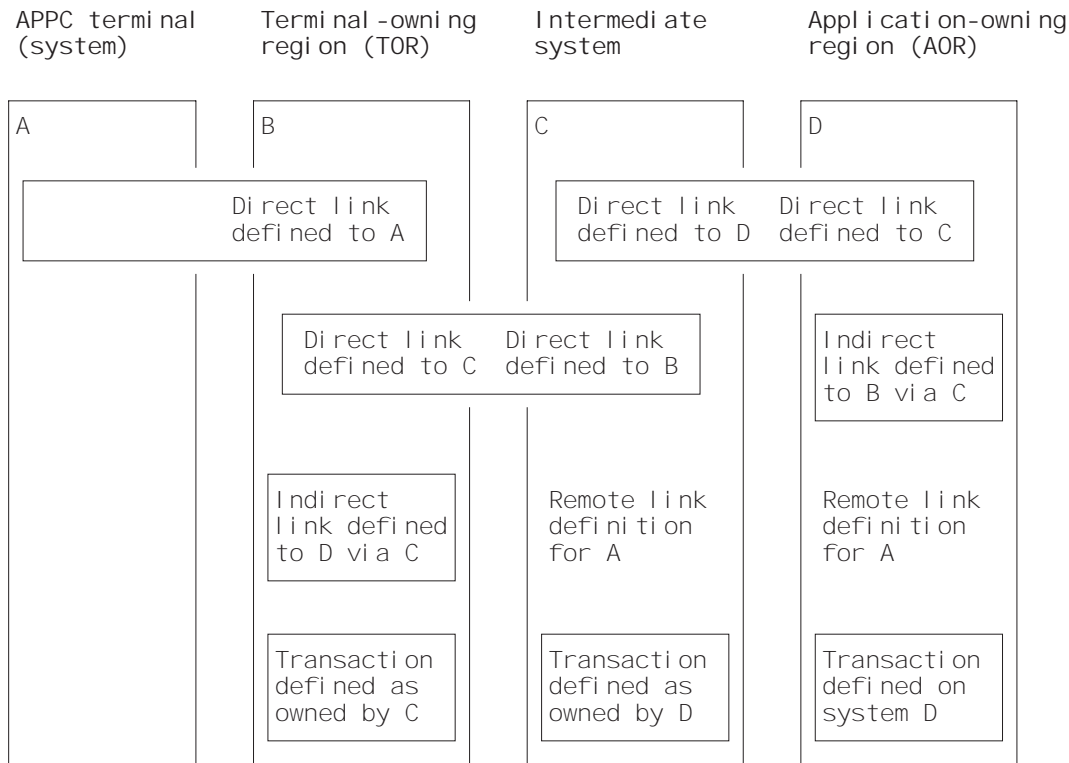 APPC terminal
(system)
Terminal-owning
region (TOR)
Intermediate
system
Application-owning
region (AOR)
A
B
C
D
Direct link
defined to A
Direct link
defined to D
Direct link
defined to C
Direct link
defined to C
Direct link
defined to B
Indirect
link defined
to B via C
Indirect
link defined
to D via C
Remote link
definition
for A
Remote link
definition
for A
Transaction
defined as
owned by C
Transaction
defined as
owned by D
Transaction
defined on
system D